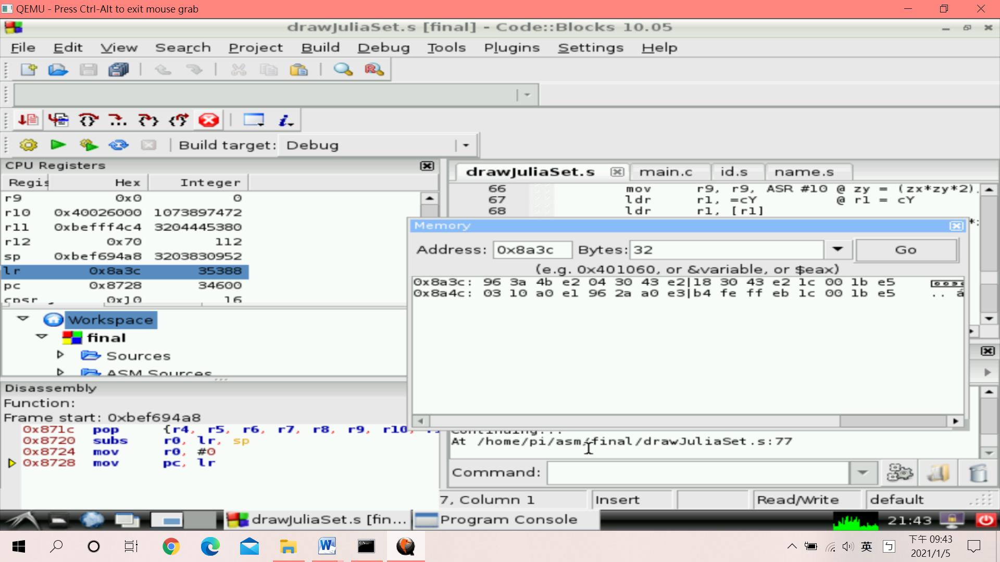 QEMU - Press Ctrl-Alt to exit mouse grab
drawJuliaSet.s [final] - Code::Blocks 10.05
File Edit View Search Project Build Debug Tools Plugins Settings Help
Build target: Debug
CPU Registers
Regis Hex Integer
r9 0x0 0
r10 0x40026000 1073897472
r11 0xbefff4c4 3204445380
r12 0x70 112
sp 0xbef694a8 3203830952
lr 0x8a3c 35388
pc 0x8728 34600
cpsr 0x10 16
Workspace
final
Sources
ASM Sources
Disassembly
Function:
Frame start: 0xbef694a8
0x871c pop {r4, r5, r6, r7, r8, r9, r10,
0x8720 subs r0, lr, sp
0x8724 mov r0, #0
0x8728 mov pc, lr
drawJuliaSet.s main.c id.s name.s
66 mov r9, r9, ASR #10 @ zy = (zx*zy*2)
67 ldr r1, =cY @ r1 = cY
68 ldr r1, [r1]
Memory
Address: 0x8a3c Bytes: 32 Go
(e.g. 0x401060, or &variable, or $eax)
0x8a3c: 96 3a 4b e2 04 30 43 e2|18 30 43 e2 1c 00 1b e5
0x8a4c: 03 10 a0 e1 96 2a a0 e3|b4 fe ff eb 1c 00 1b e5 .. á
Continuing...
At /home/pi/asm/final/drawJuliaSet.s:77
Command:
7, Column 1 Insert Read/Write default
drawJuliaSet.s [fin... Program Console 21:43
英 下午 09:43
2021/1/5